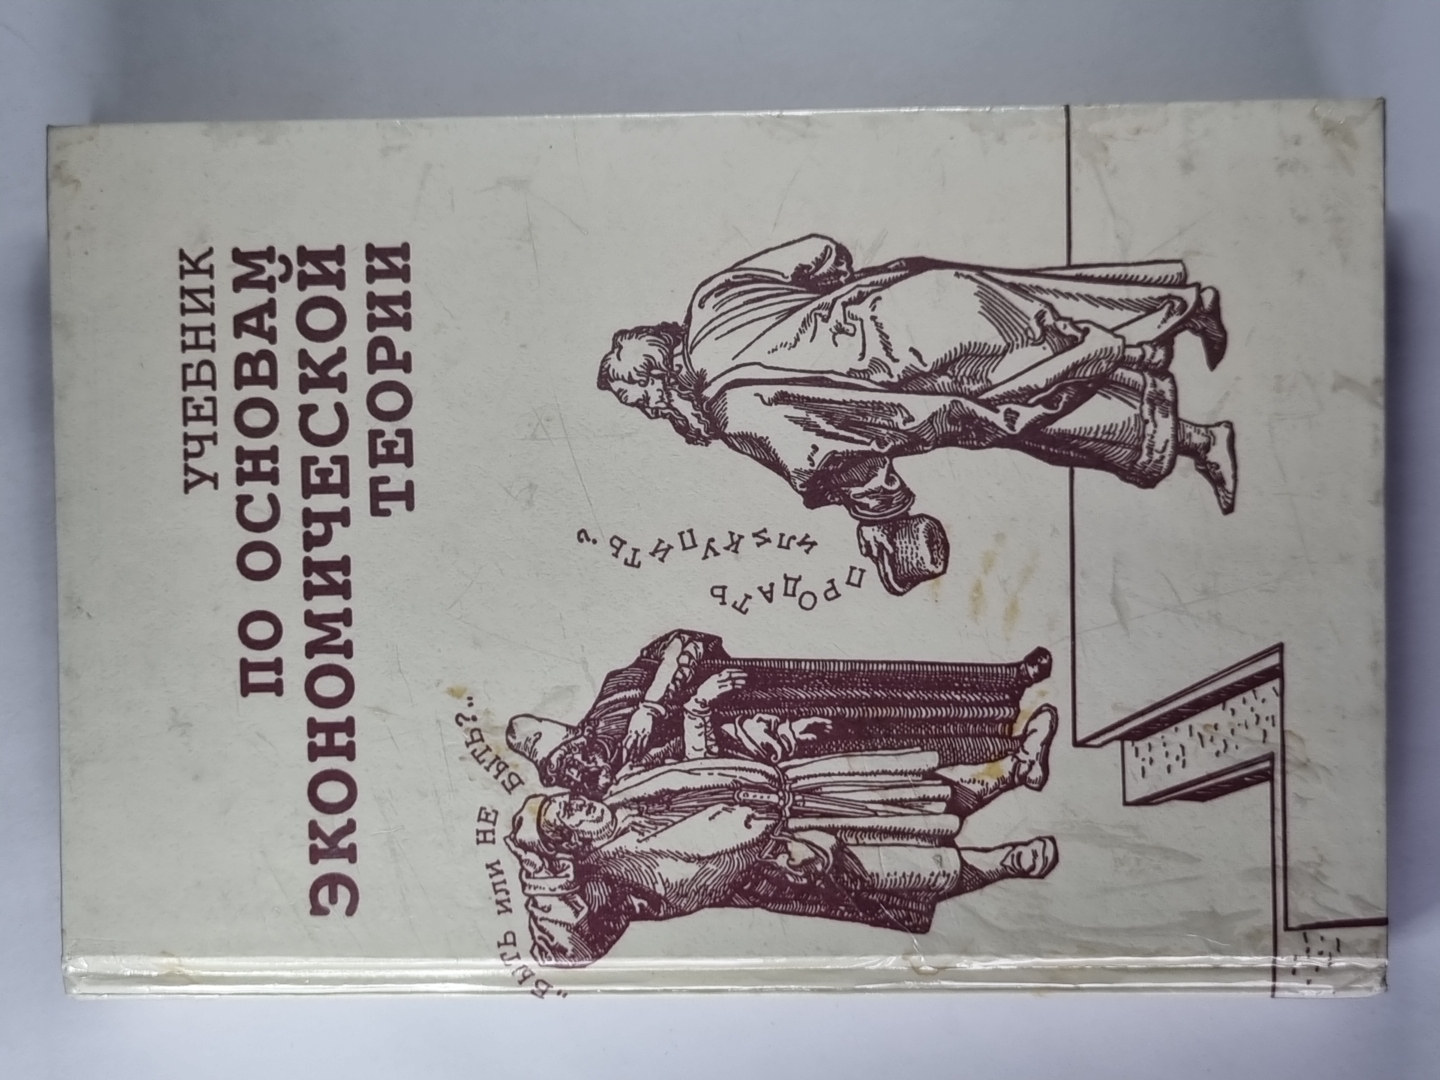 УЧЕБНИК
ПО ОСНОВАМ
ЭКОНОМИЧЕСКОЙ
ТЕОРИИ
"БЫТЬ ИЛИ НЕ БЫТЬ?..
ПРОДАТЬ
ИЛИ КУПИТЬ?